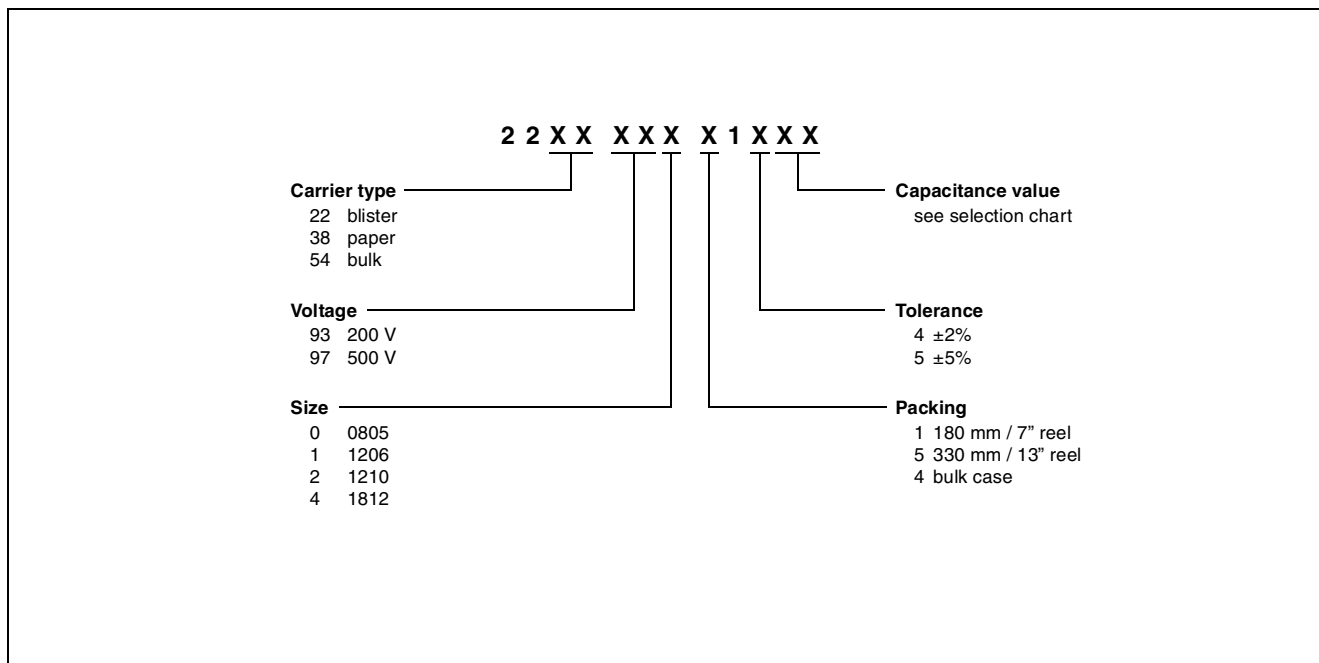 2 2 X X X X X X 1 X X X
Carrier type
22 blister
38 paper
54 bulk
Voltage
93 200 V
97 500 V
Size
0 0805
1 1206
2 1210
4 1812
Capacitance value
see selection chart
Tolerance
4 ±2%
5 ±5%
Packing
1 180 mm / 7” reel
5 330 mm / 13” reel
4 bulk case